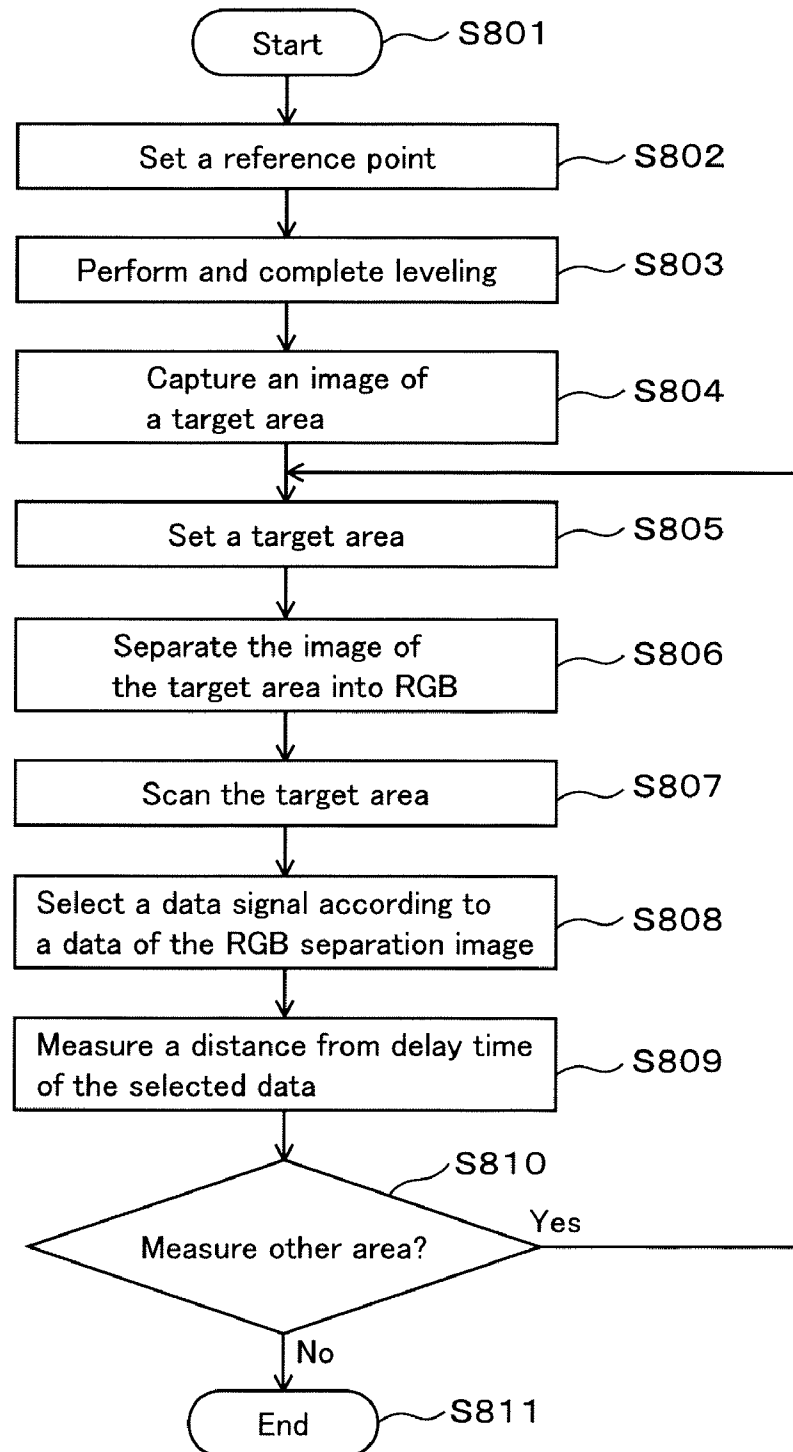 Start
S801
Set a reference point
S802
Perform and complete leveling
S803
Capture an image of
a target area
S804
Set a target area
S805
Separate the image of
the target area into RGB
S806
Scan the target area
S807
Select a data signal according to
a data of the RGB separation image
S808
Measure a distance from delay time
of the selected data
S809
S810
Measure other area?
Yes
No
End
S811